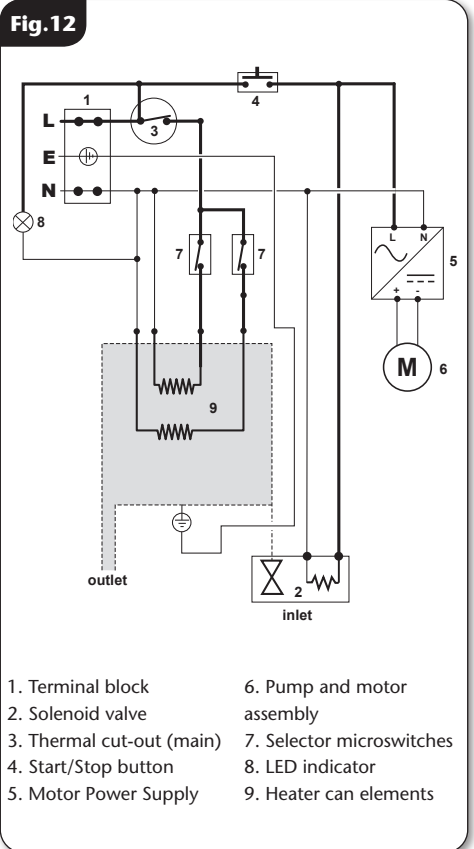 Fig.12
1
4
L
3
E
N
8
7
7
L
N
5
+
-
M
6
9
outlet
2
inlet
1. Terminal block
2. Solenoid valve
3. Thermal cut-out (main)
4. Start/Stop button
5. Motor Power Supply
6. Pump and motor
assembly
7. Selector microswitches
8. LED indicator
9. Heater can elements